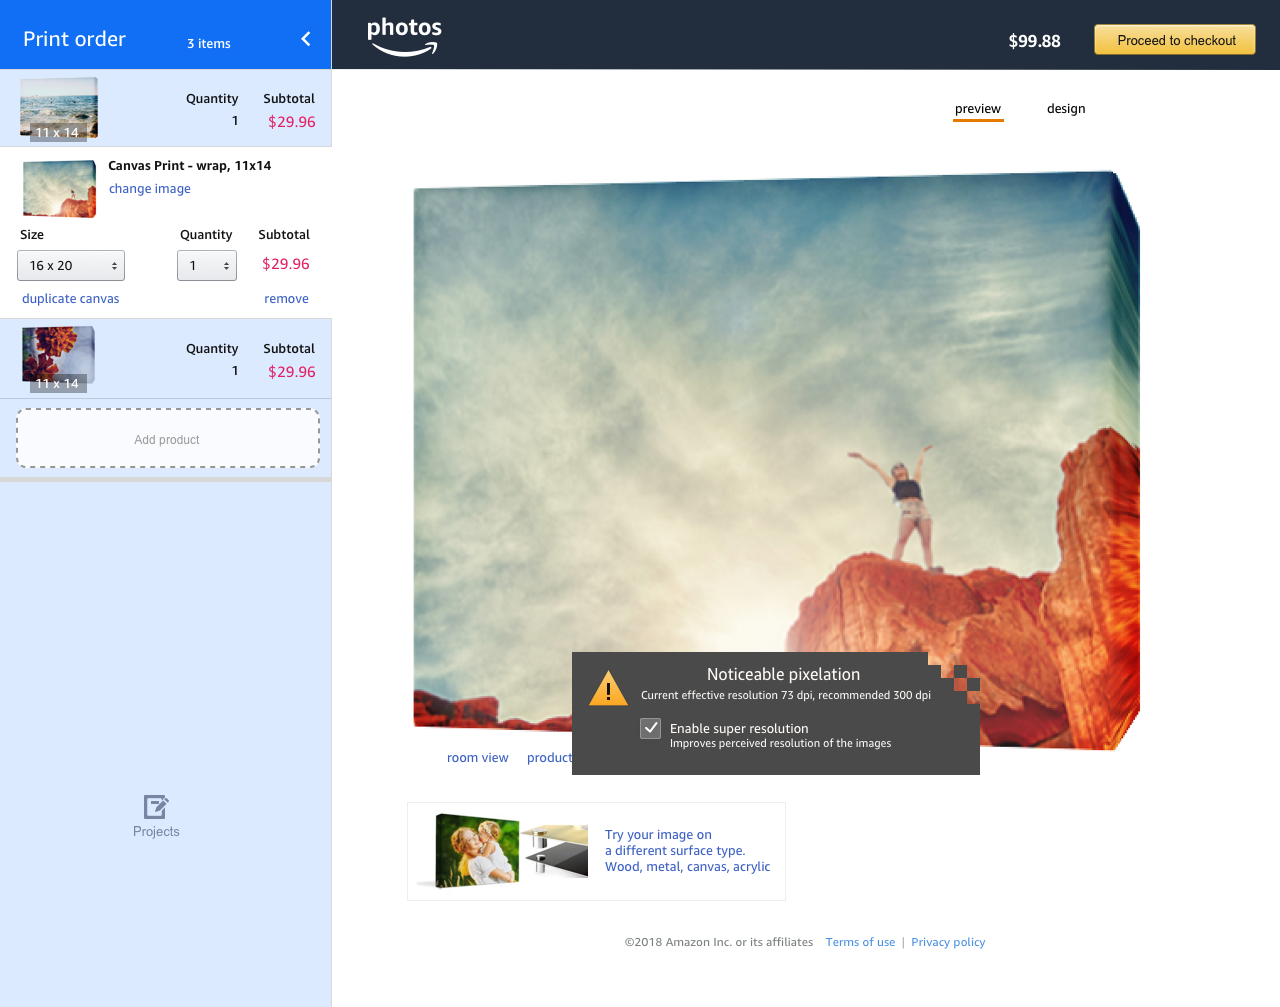 Print order
3 items
photos
$99.88
Proceed to checkout
Quantity
Subtotal
1
$29.96
11 x 14
preview
design
Canvas Print - wrap, 11x14
change image
Size
Quantity
Subtotal
16 x 20
1
$29.96
duplicate canvas
remove
Quantity
Subtotal
1
$29.96
11 x 14
Add product
Noticeable pixelation
Current effective resolution 73 dpi, recommended 300 dpi
Enable super resolution
Improves perceived resolution of the images
room view
product
Try your image on
a different surface type.
Wood, metal, canvas, acrylic
Projects
©2018 Amazon Inc. or its affiliates Terms of use | Privacy policy